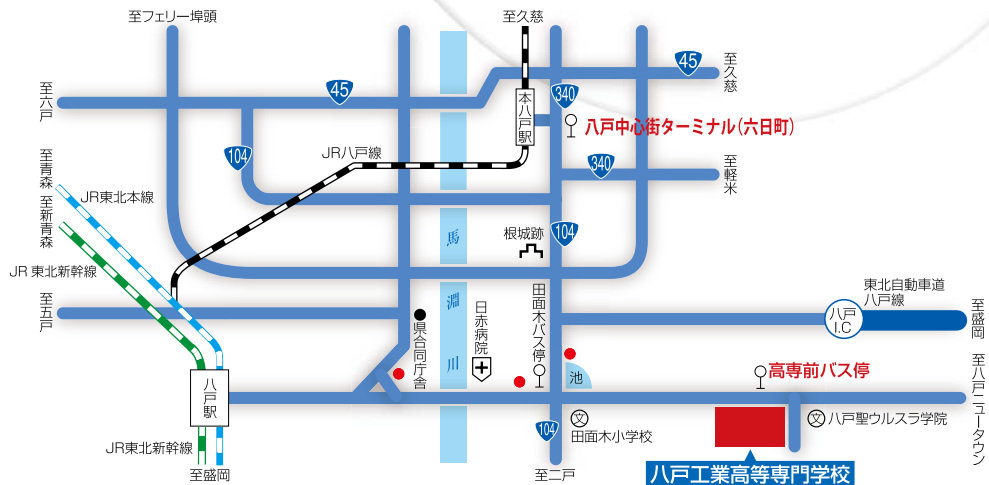 至フェリー埠頭
至久慈
至六戸
45
45
至久慈
340
本八戸駅
八戸中心街ターミナル(六日町)
104
JR八戸線
340
至軽米
至青森
JR東北本線
至新青森
馬淵川
根城跡
104
JR東北新幹線
東北自動車道
八戸線
至五戸
田面木バス停
八戸
I.C
至盛岡
日赤病院
県合同庁舎
池
高専前バス停
至八戸ニュータウン
八戸駅
文
田面木小学校
文
八戸聖ウルスラ学院
104
JR東北新幹線
至盛岡
至二戸
八戸工業高等専門学校